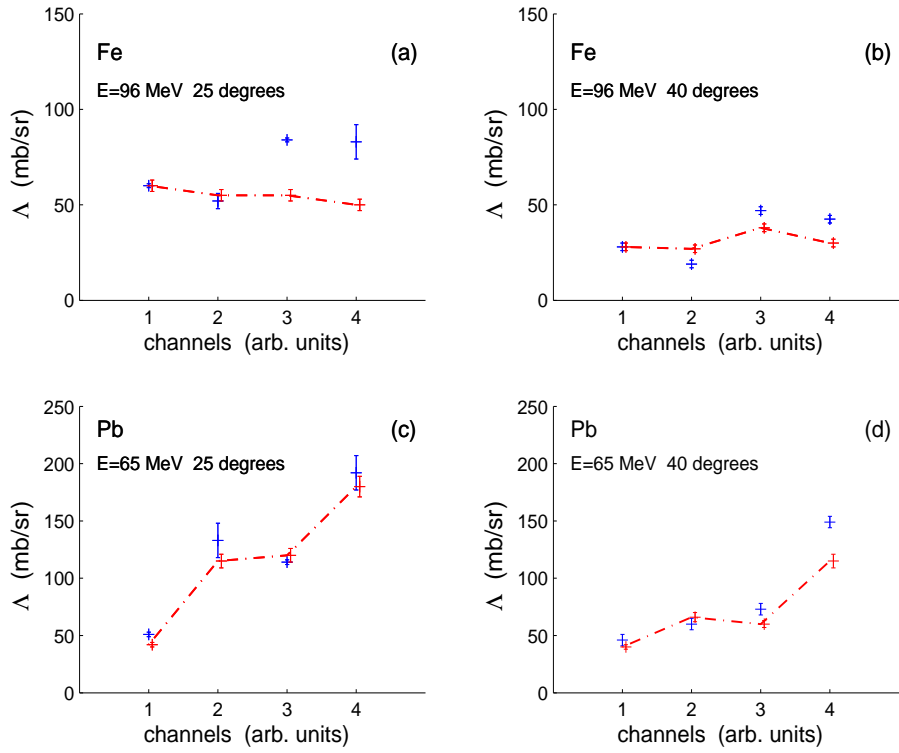 Fe (a)
E=96 MeV 25 degrees
150
100
50
0
Λ (mb/sr)
1 2 3 4
channels (arb. units)
Fe (b)
E=96 MeV 40 degrees
150
100
50
0
Λ (mb/sr)
1 2 3 4
channels (arb. units)
Pb (c)
E=65 MeV 25 degrees
250
200
150
100
50
0
Λ (mb/sr)
1 2 3 4
channels (arb. units)
Pb (d)
E=65 MeV 40 degrees
250
200
150
100
50
0
Λ (mb/sr)
1 2 3 4
channels (arb. units)